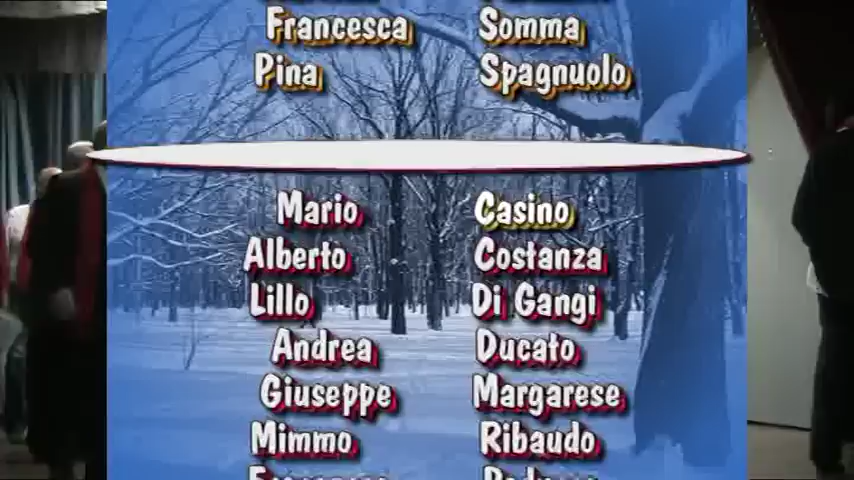 Francesca Somma
Pina Spagnuolo
Mario Casino
Alberto Costanza
Lillo Di Gangi
Andrea Ducato
Giuseppe Margarese
Mimmo Ribaudo